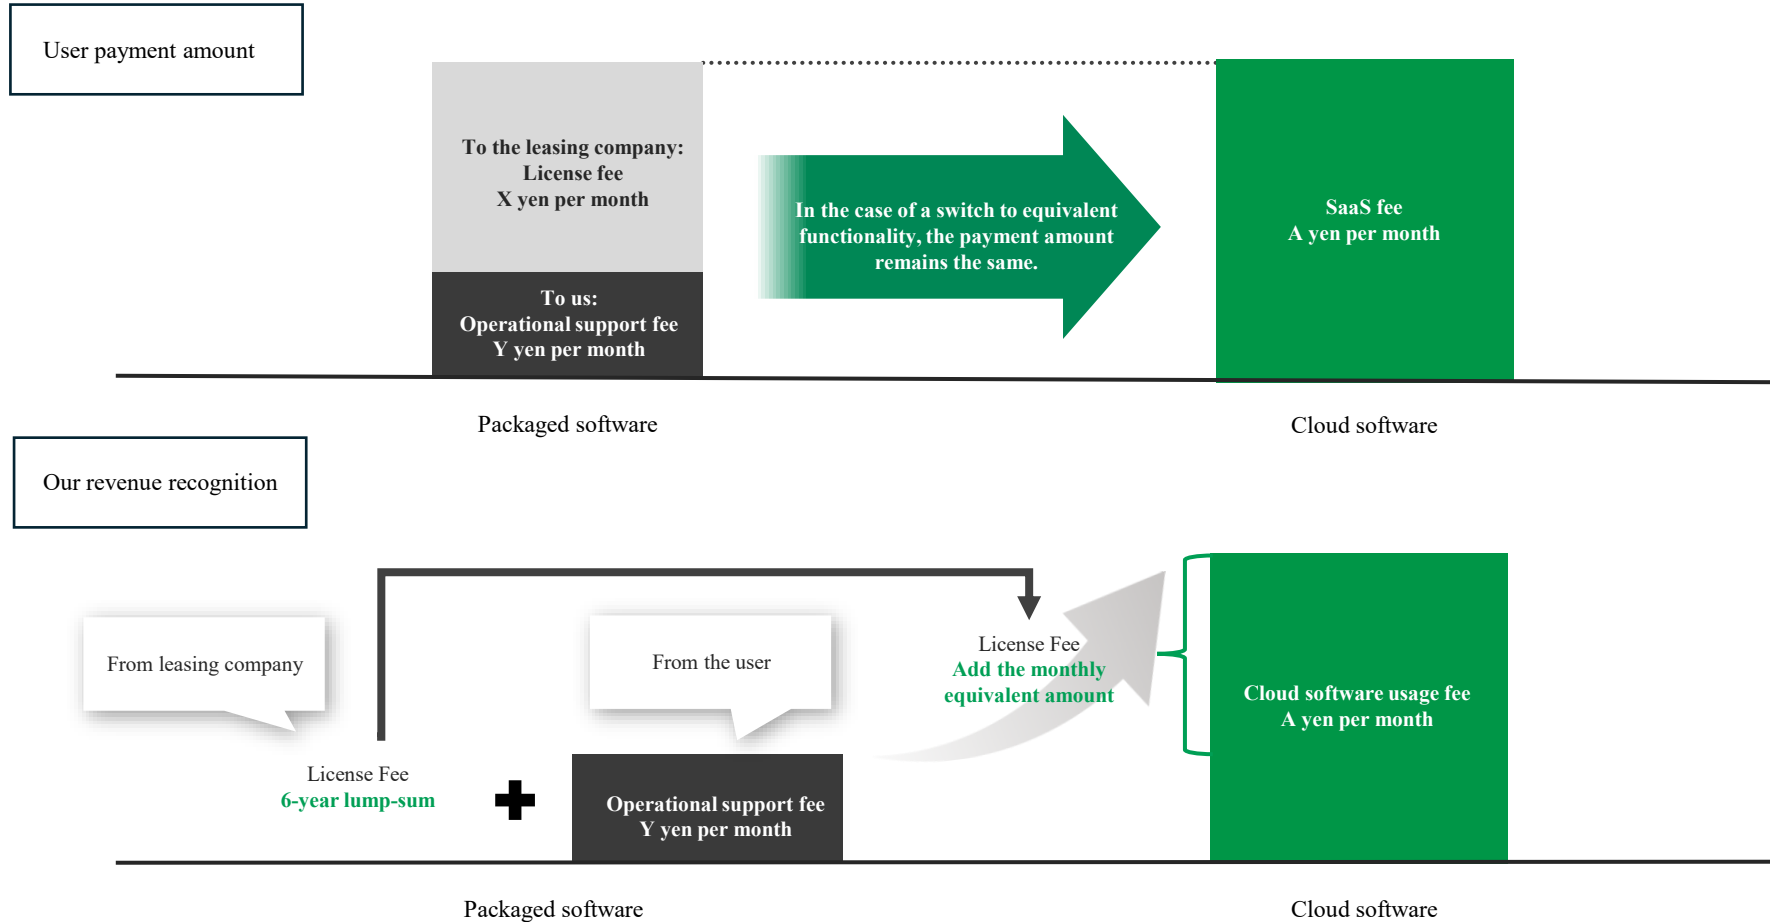 User payment amount
To the leasing company:
License fee
X yen per month
To us:
Operational support fee
Y yen per month
In the case of a switch to equivalent
functionality, the payment amount
remains the same.
SaaS fee
A yen per month
Packaged software
Cloud software
Our revenue recognition
From leasing company
From the user
License Fee
6-year lump-sum
Operational support fee
Y yen per month
License Fee
Add the monthly
equivalent amount
Cloud software usage fee
A yen per month
Packaged software
Cloud software